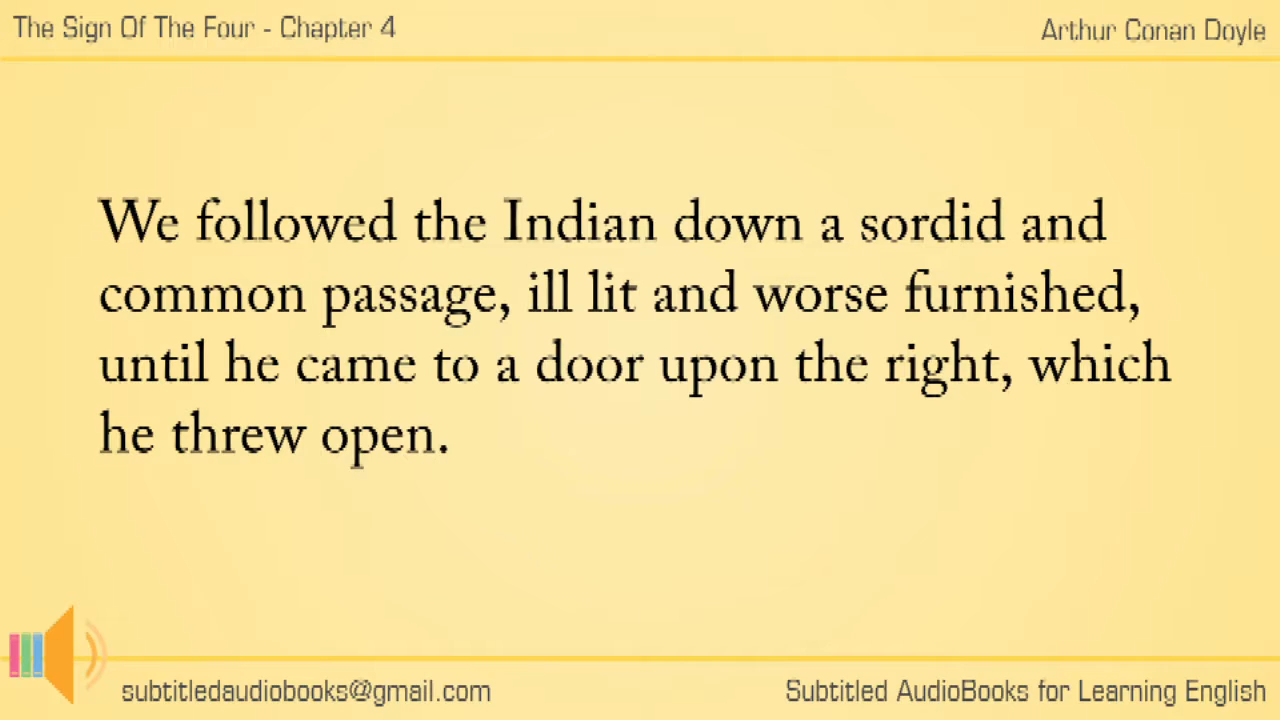 The Sign Of The Four - Chapter 4
Arthur Conan Doyle
We followed the Indian down a sordid and
common passage, ill lit and worse furnished,
until he came to a door upon the right, which
he threw open.
subtitledaudiobooks@gmail.com
Subtitled AudioBooks for Learning English